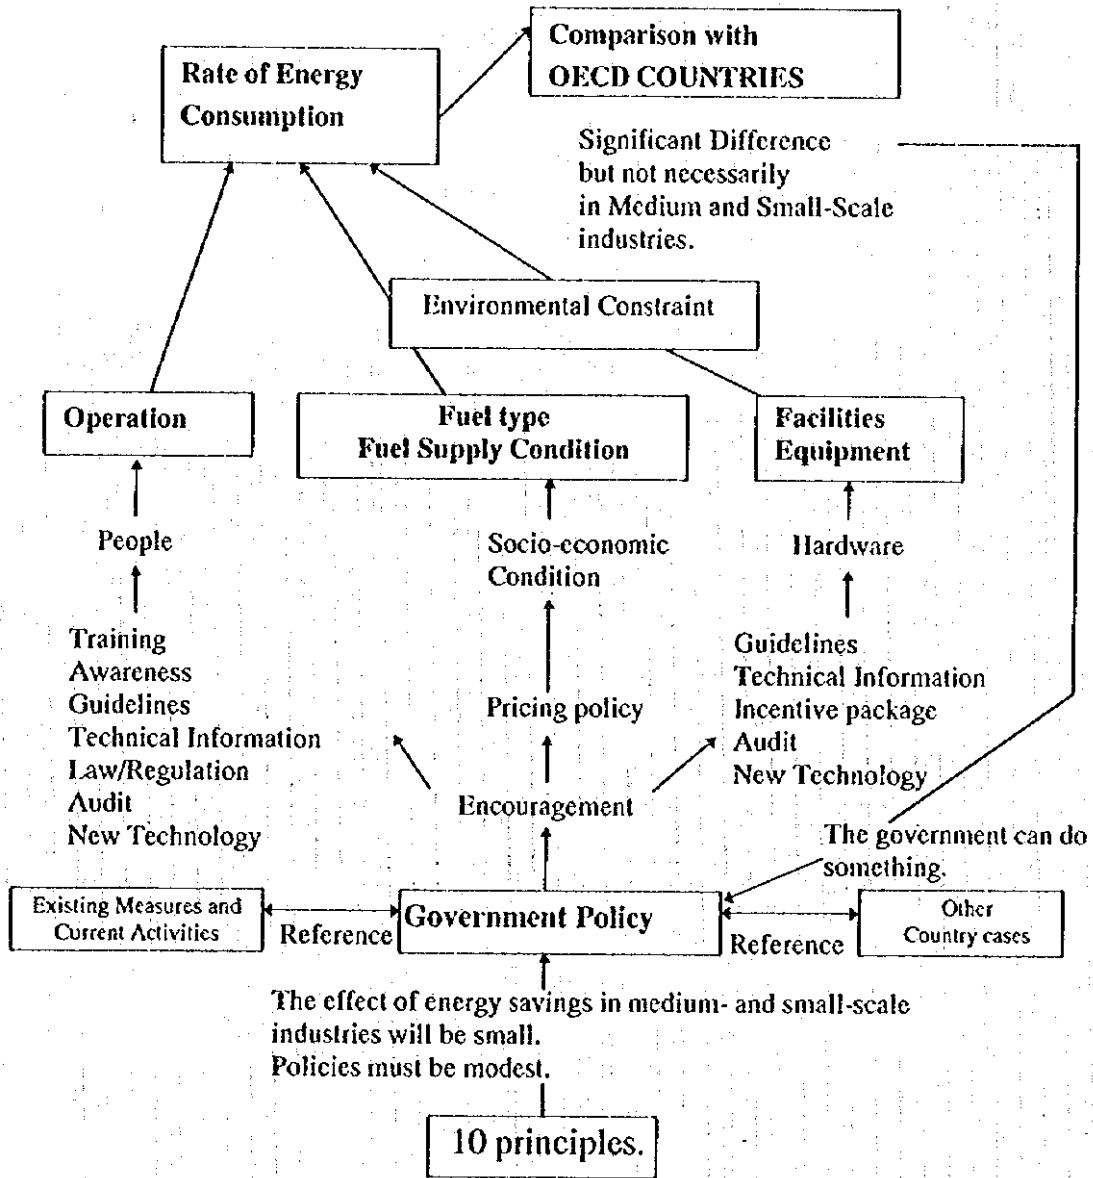 Comparison with
OECD COUNTRIES
Rate of Energy
Consumption
Significant Difference
but not necessarily
in Medium and Small-Scale
industries.
Environmental Constraint
Operation
Fuel type
Fuel Supply Condition
Facilities
Equipment
People
Socio-economic
Condition
Hardware
Training
Awareness
Guidelines
Technical Information
Law/Regulation
Audit
New Technology
Pricing policy
Guidelines
Technical Information
Incentive package
Audit
New Technology
Encouragement
The government can do
something.
Existing Measures and
Current Activities
Reference
Government Policy
Reference
Other
Country cases
The effect of energy savings in medium- and small-scale
industries will be small.
Policies must be modest.
10 principles.